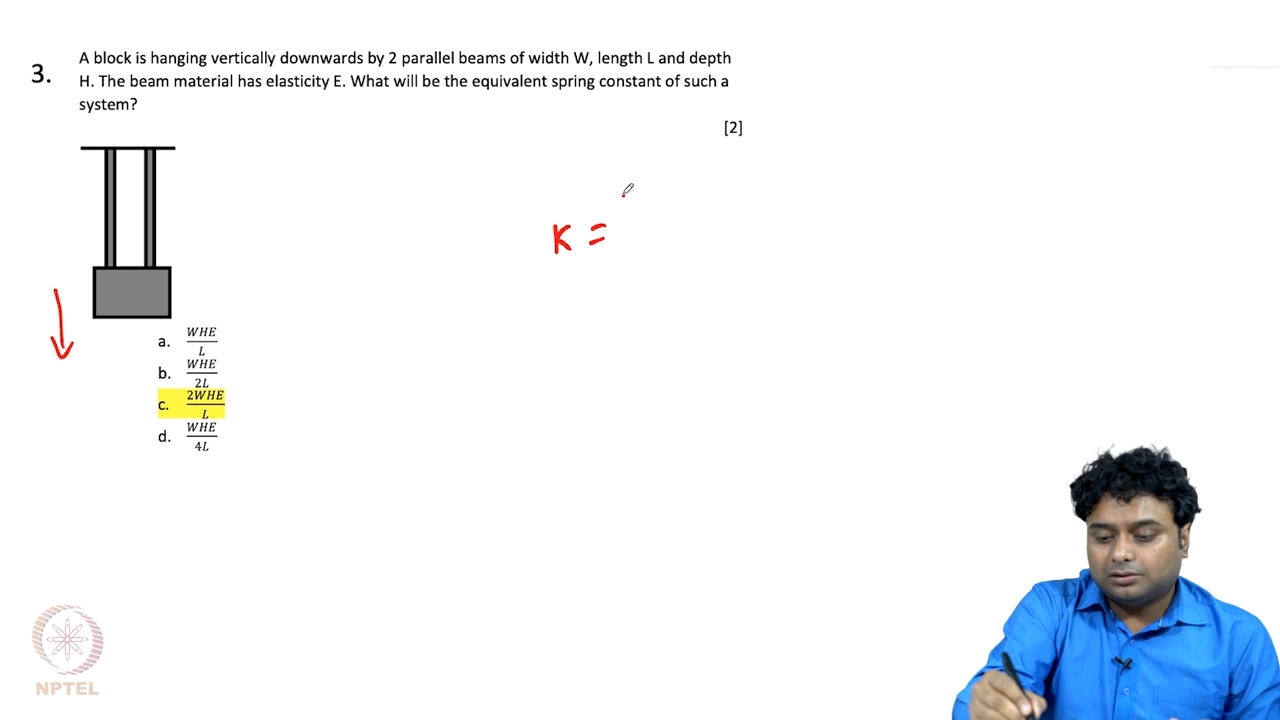 3. A block is hanging vertically downwards by 2 parallel beams of width W, length L and depth
H. The beam material has elasticity E. What will be the equivalent spring constant of such a
system?
[2]
K =
a. WHE/L
b. WHE/2L
c. 2WHE/L
d. WHE/4L
NPTEL